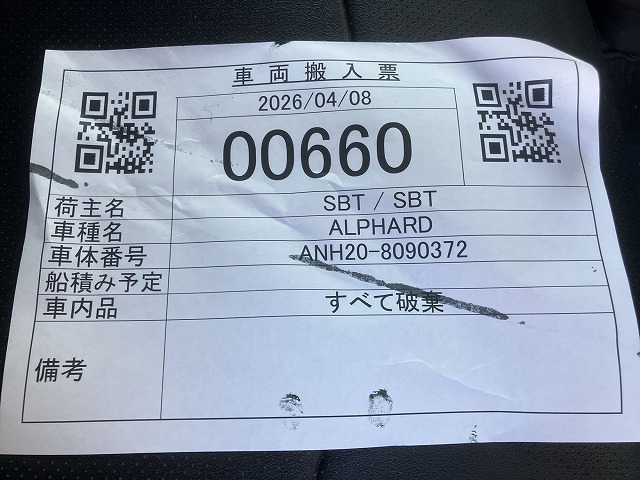 車両搬入票
2026/04/08
00660
荷主名 SBT / SBT
車種名 ALPHARD
車体番号 ANH20-8090372
船積み予定
車内品 すべて破棄
備考